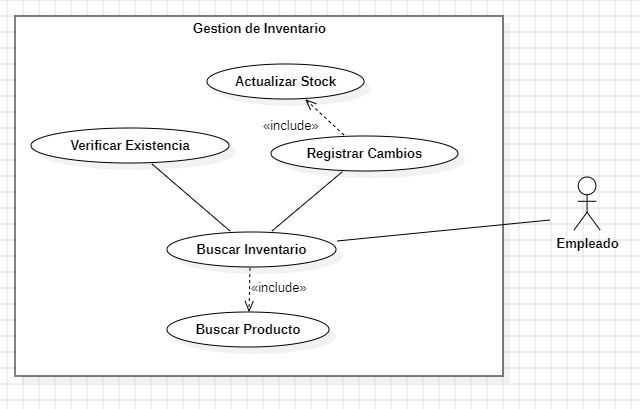 Gestion de Inventario
Actualizar Stock
«include»
Verificar Existencia
Registrar Cambios
Buscar Inventario
Empleado
«include»
Buscar Producto